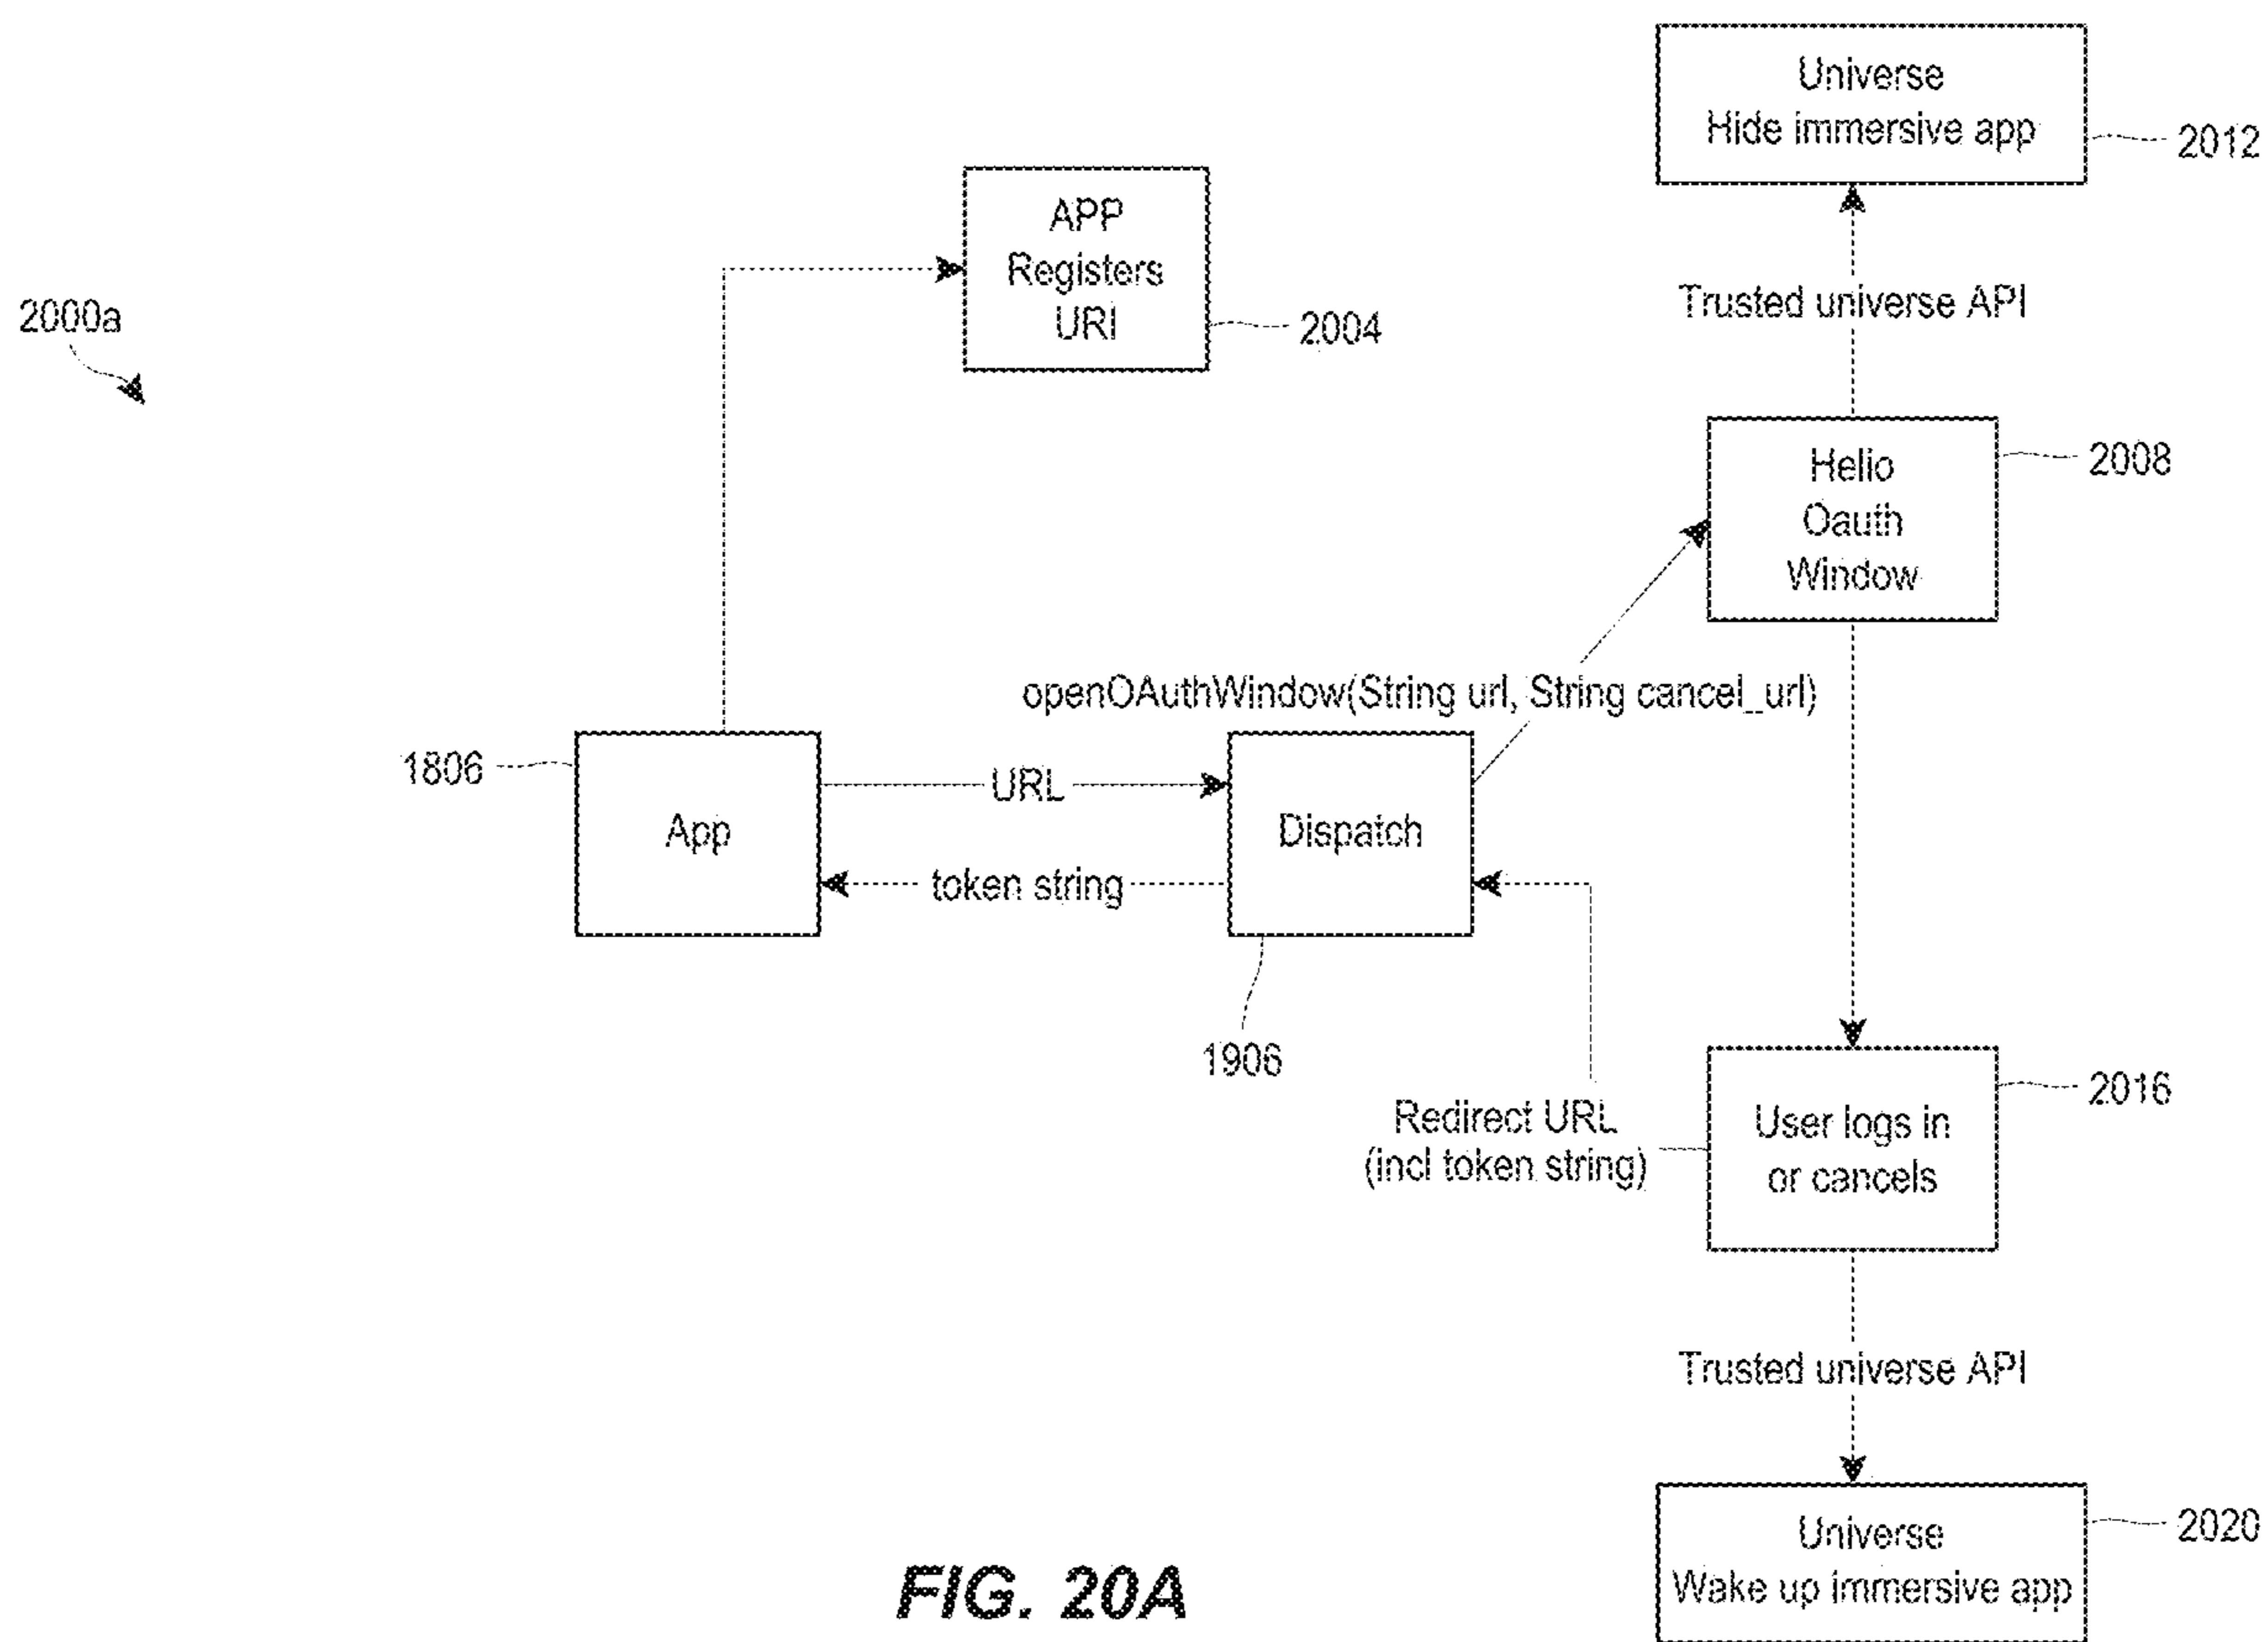 Universe
Hide immersive app
2012
APP
Registers
URI
2004
2000a
Trusted universe API
Helio
Oauth
Window
2008
openOAuthWindow(String url, String cancel_url)
1806
App
URL
token string
Dispatch
1906
Redirect URL
(incl token string)
User logs in
or cancels
2016
Trusted universe API
Universe
Wake up immersive app
2020
FIG. 20A